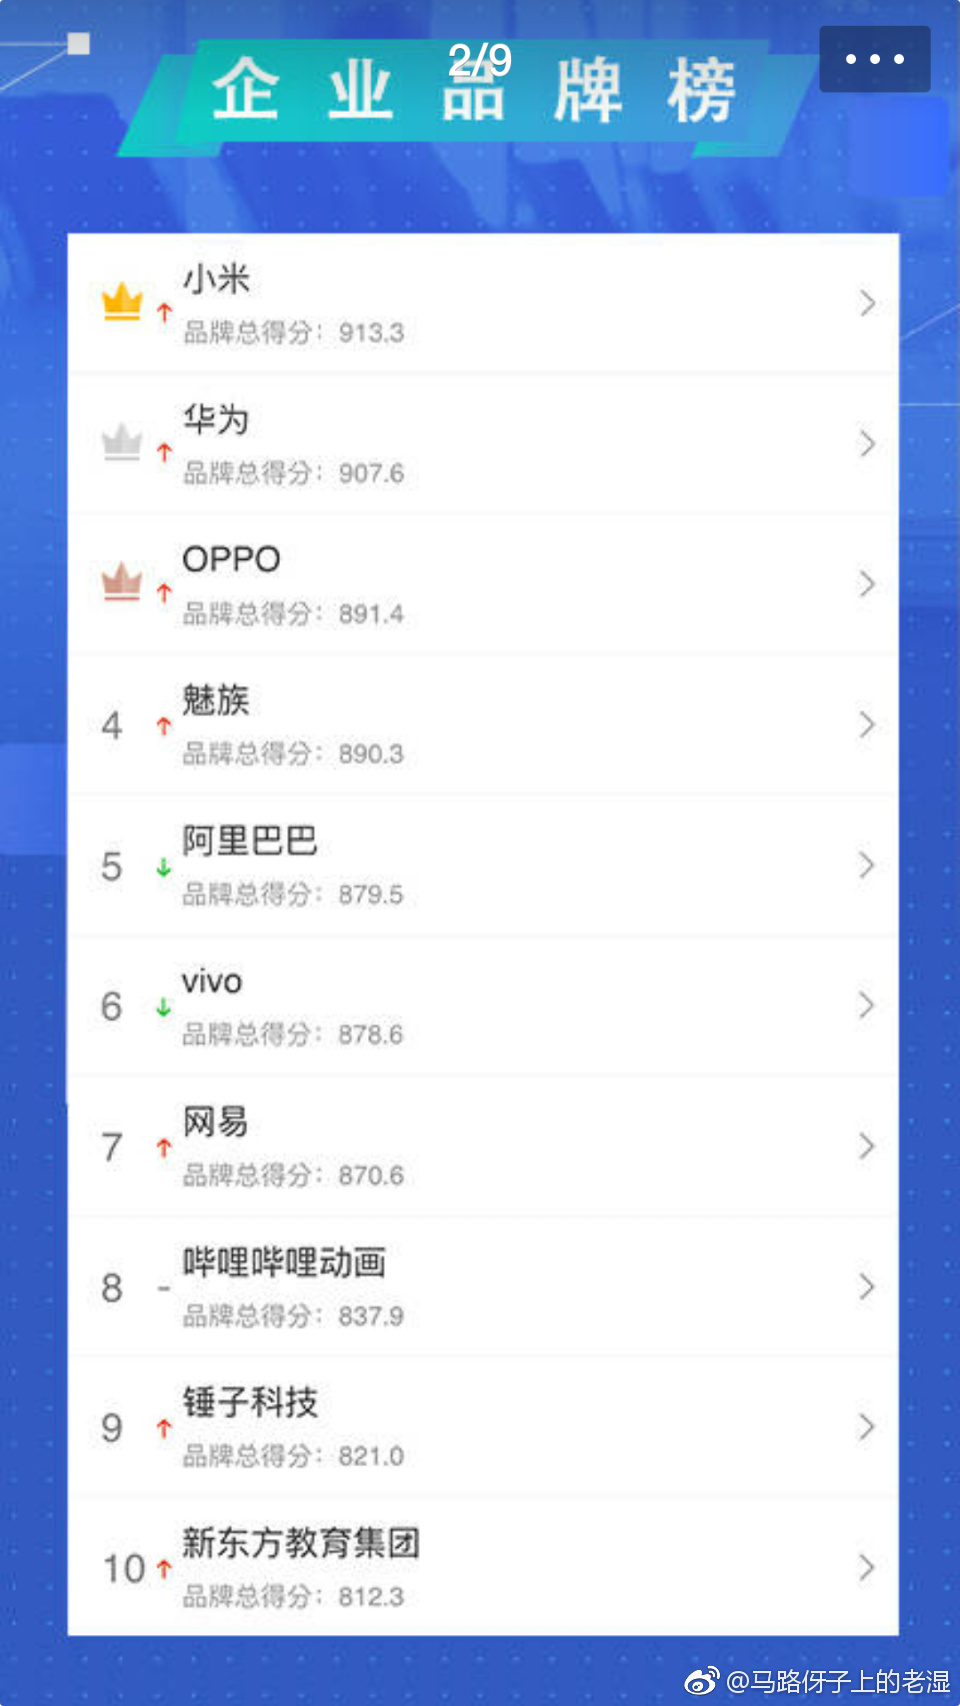 2/9
企业品牌榜
小米
品牌总得分：913.3
华为
品牌总得分：907.6
OPPO
品牌总得分：891.4
4
魅族
品牌总得分：890.3
5
阿里巴巴
品牌总得分：879.5
6
vivo
品牌总得分：878.6
7
网易
品牌总得分：870.6
8
-
哔哩哔哩动画
品牌总得分：837.9
9
锤子科技
品牌总得分：821.0
10
新东方教育集团
品牌总得分：812.3
@马路伢子上的老湿